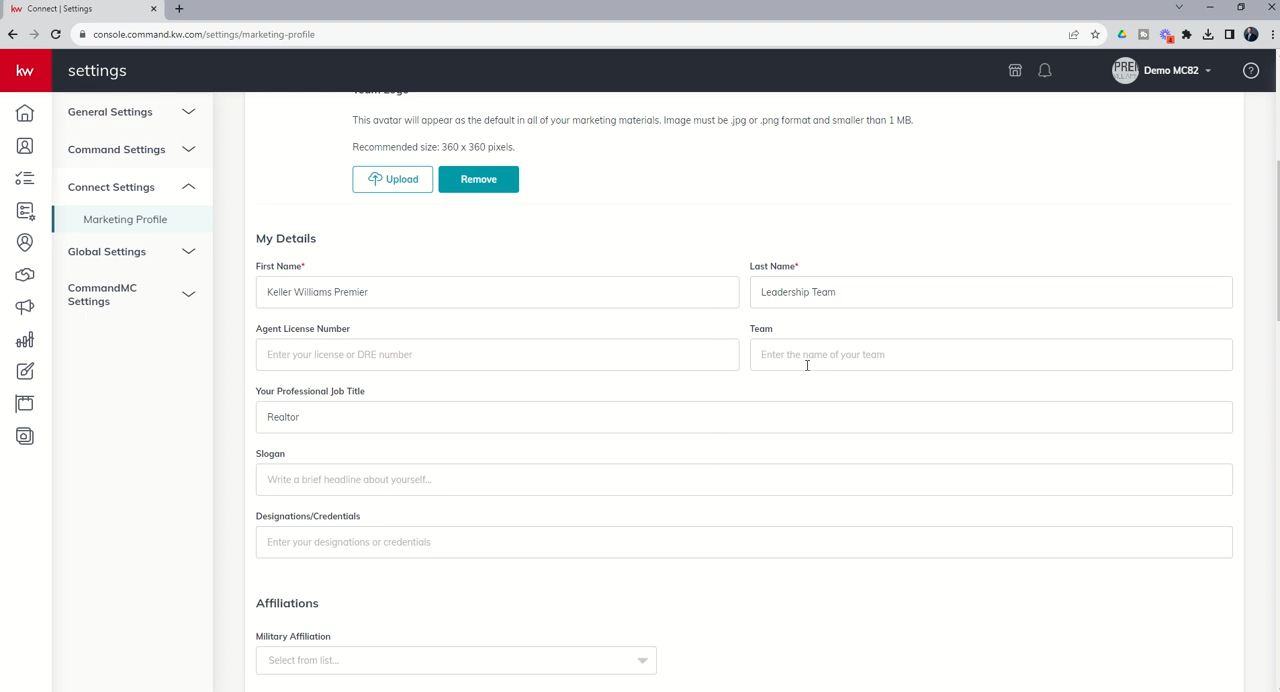 kw Connect | Settings
console.command.kw.com/settings/marketing-profile
4
kw settings
PREI Demo MC82 ?
General Settings
Command Settings
Connect Settings
Marketing Profile
Global Settings
CommandMC
Settings
Team Logo
This avatar will appear as the default in all of your marketing materials. Image must be .jpg or .png format and smaller than 1 MB.
Recommended size: 360 x 360 pixels.
Upload Remove
My Details
First Name* Last Name*
Keller Williams Premier Leadership Team
Agent License Number Team
Enter your license or DRE number Enter the name of your team
Your Professional Job Title
Realtor
Slogan
Write a brief headline about yourself...
Designations/Credentials
Enter your designations or credentials
Affiliations
Military Affiliation
Select from list...